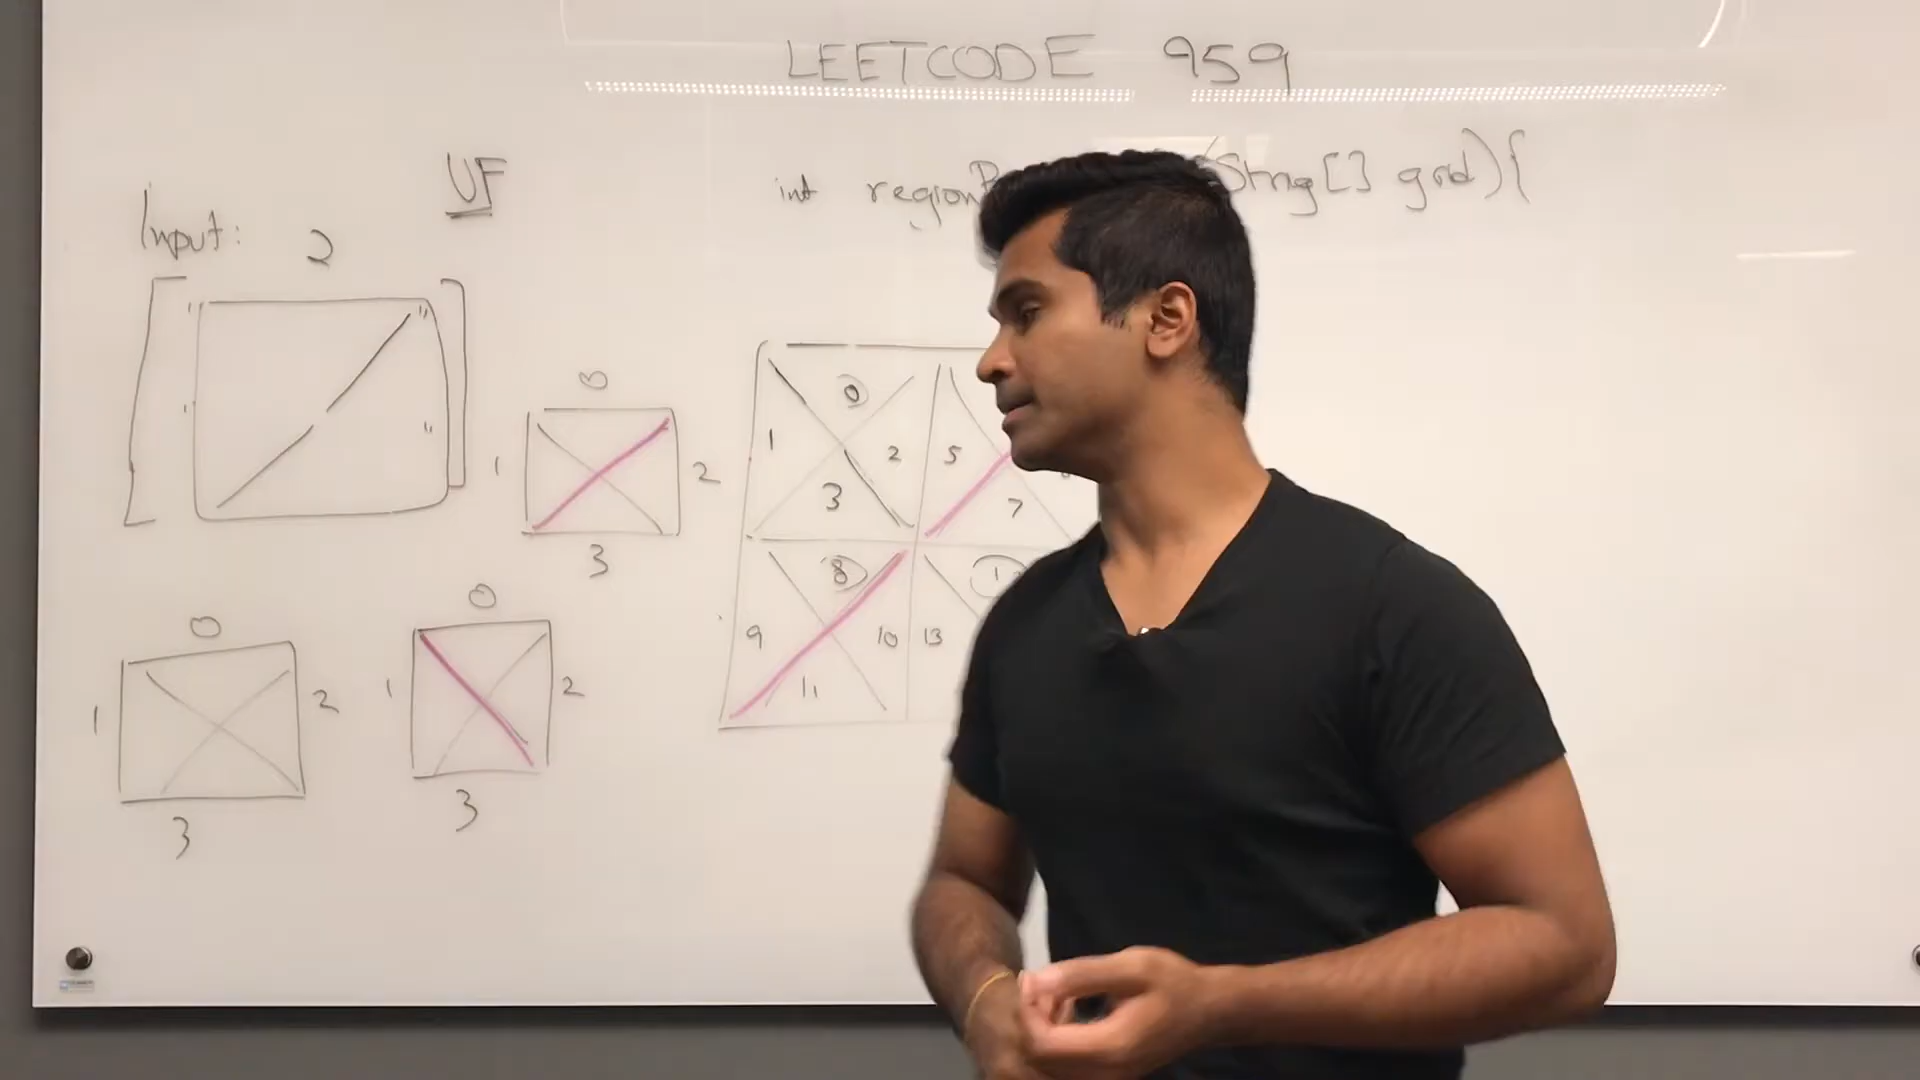 LEETCODE 959
UF
int region (String[] grid){
Input: 2
" "
" "
0
1 2
3
0
1 2 5
3 7
8 1
9 10 13
11
0
1 2
3
0
1 2
3